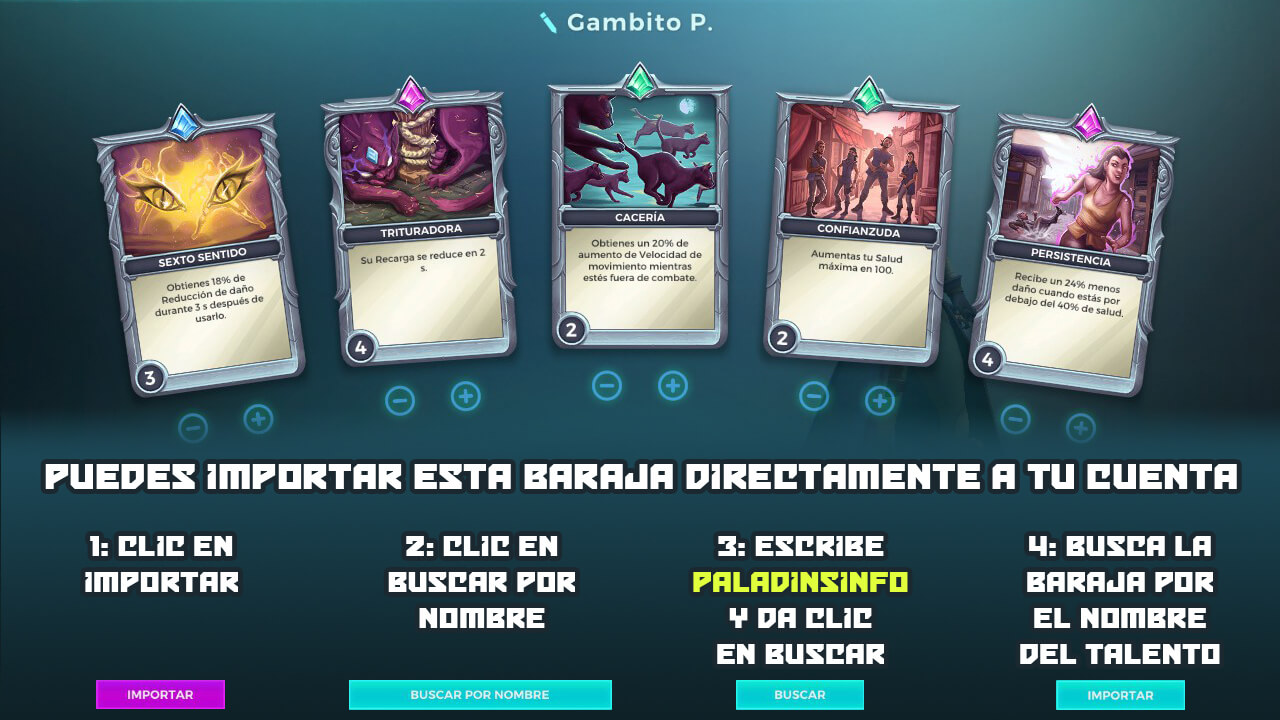 Gambito P.
SEXTO SENTIDO
Obtienes 18% de
Reducción de daño
durante 3 s después de
usarlo.
3
TRITURADORA
Su Recarga se reduce en 2
s.
4
CACERÍA
Obtienes un 20% de
aumento de Velocidad de
movimiento mientras
estés fuera de combate.
2
CONFIANZUDA
Aumentas tu Salud
máxima en 100.
2
PERSISTENCIA
Recibe un 24% menos
daño cuando estás por
debajo del 40% de salud.
4
PUEDES IMPORTAR ESTA BARAJA DIRECTAMENTE A TU CUENTA
1: CLIC EN
IMPORTAR
IMPORTAR
2: CLIC EN
BUSCAR POR
NOMBRE
BUSCAR POR NOMBRE
3: ESCRIBE
PALADINSINFO
Y DA CLIC
EN BUSCAR
BUSCAR
4: BUSCA LA
BARAJA POR
EL NOMBRE
DEL TALENTO
IMPORTAR